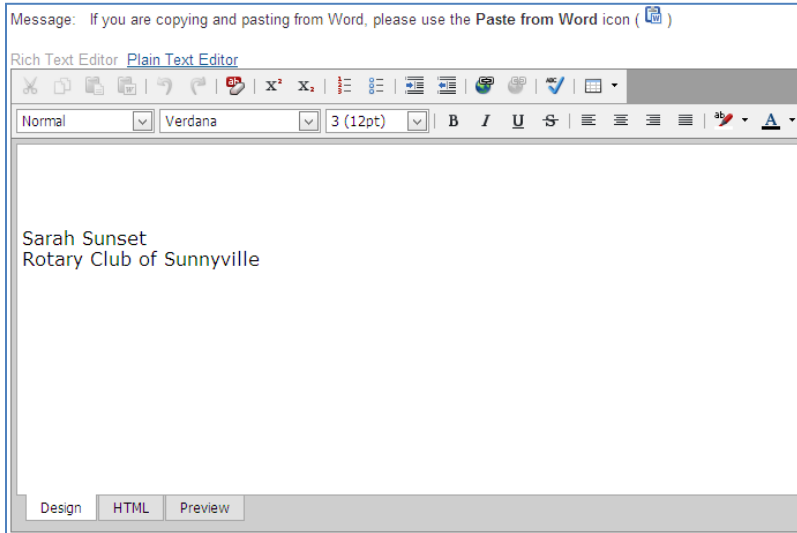 Message: If you are copying and pasting from Word, please use the Paste from Word icon ( )
Rich Text Editor Plain Text Editor
Normal Verdana 3 (12pt) B I U S A
Sarah Sunset
Rotary Club of Sunnyville
Design HTML Preview